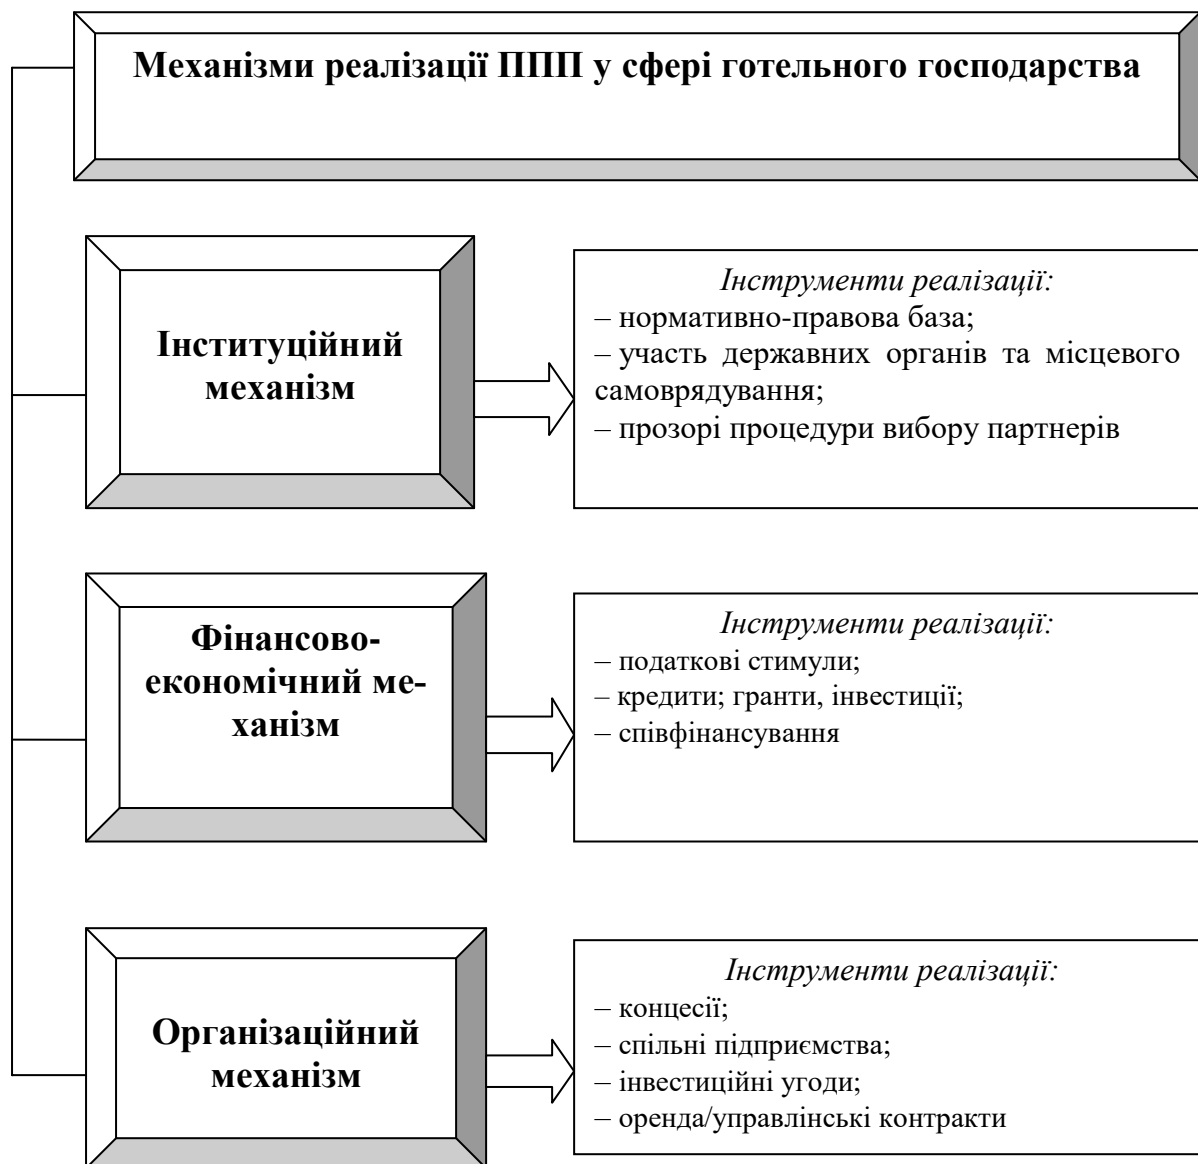 Механізми реалізації ППП у сфері готельного господарства
Інституційний
механізм
Інструменти реалізації:
– нормативно-правова база;
– участь державних органів та місцевого
самоврядування;
– прозорі процедури вибору партнерів
Фінансово-
економічний ме-
ханізм
Інструменти реалізації:
– податкові стимули;
– кредити; гранти, інвестиції;
– співфінансування
Організаційний
механізм
Інструменти реалізації:
– концесії;
– спільні підприємства;
– інвестиційні угоди;
– оренда/управлінські контракти